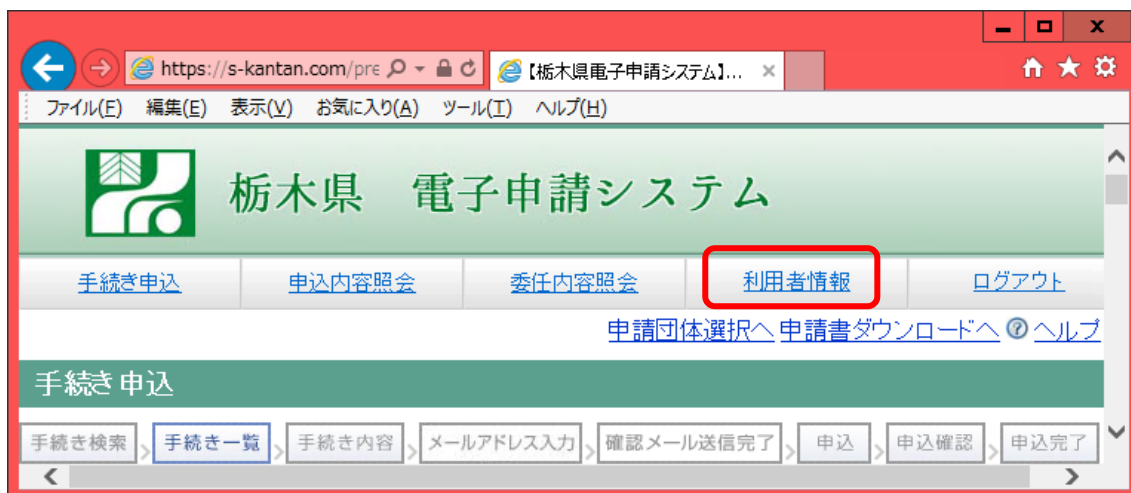 https://s-kantan.com/pre
【栃木県電子申請システム】...
ファイル(F) 編集(E) 表示(V) お気に入り(A) ツール(T) ヘルプ(H)
栃木県 電子申請システム
手続き申込 申込内容照会 委任内容照会 利用者情報 ログアウト
申請団体選択へ 申請書ダウンロードへ ヘルプ
手続き申込
手続き検索 手続き一覧 手続き内容 メールアドレス入力 確認メール送信完了 申込 申込確認 申込完了